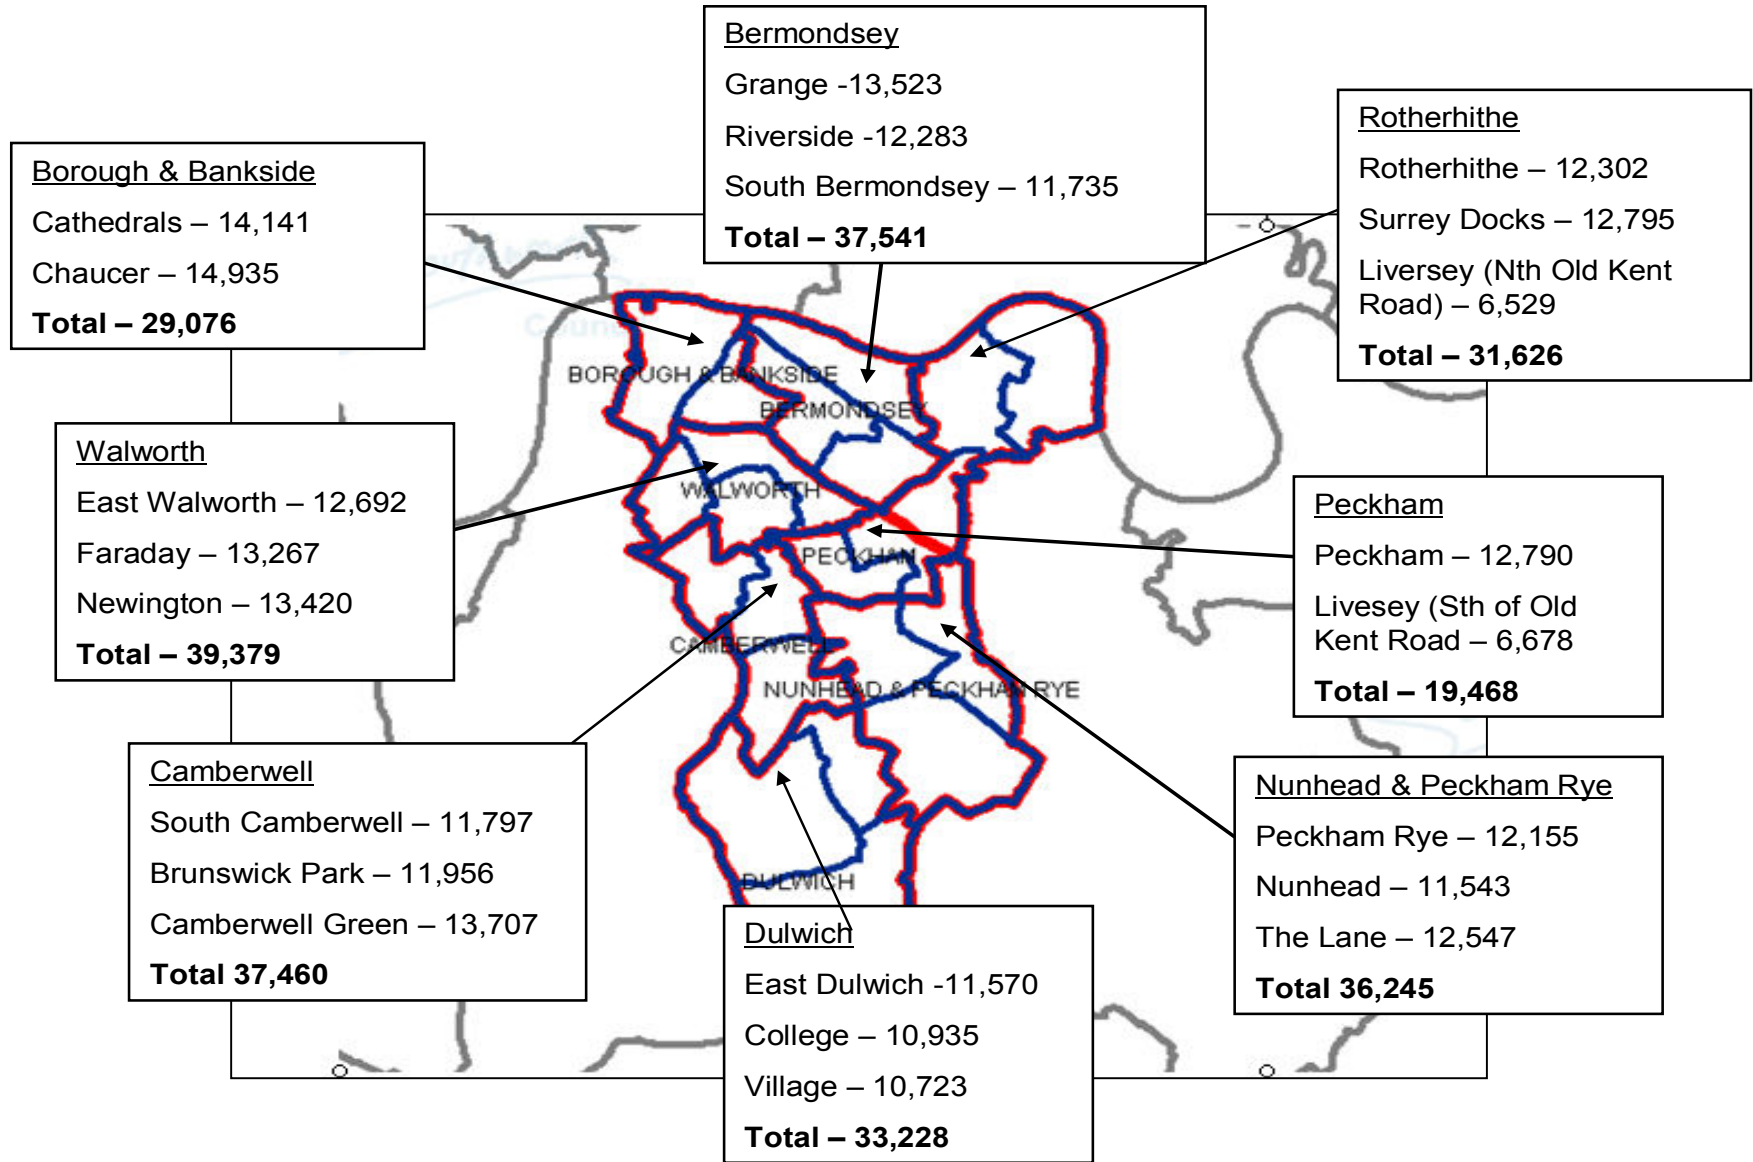 Bermondsey
Grange -13,523
Riverside -12,283
South Bermondsey – 11,735
Total – 37,541
Rotherhithe
Rotherhithe – 12,302
Surrey Docks – 12,795
Liversey (Nth Old Kent
Road) – 6,529
Total – 31,626
Borough & Bankside
Cathedrals – 14,141
Chaucer – 14,935
Total – 29,076
BOROUGH & BANKSIDE
BERMONDSEY
Walworth
East Walworth – 12,692
Faraday – 13,267
Newington – 13,420
Total – 39,379
WALWORTH
PECKHAM
Peckham
Peckham – 12,790
Livesey (Sth of Old
Kent Road – 6,678
Total – 19,468
CAMBERWELL
NUNHEAD & PECKHAM RYE
Camberwell
South Camberwell – 11,797
Brunswick Park – 11,956
Camberwell Green – 13,707
Total 37,460
Nunhead & Peckham Rye
Peckham Rye – 12,155
Nunhead – 11,543
The Lane – 12,547
Total 36,245
DULWICH
Dulwich
East Dulwich -11,570
College – 10,935
Village – 10,723
Total – 33,228